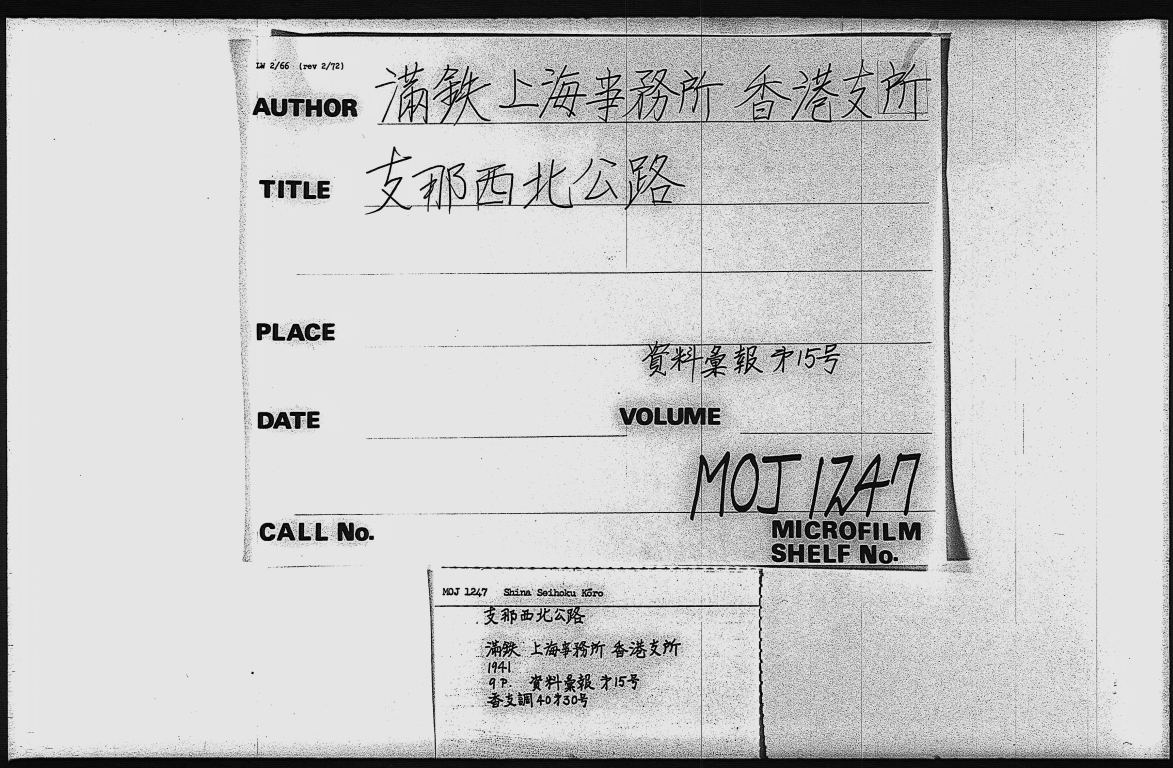 LW 2/66 (rev 2/72)
AUTHOR 滿鉄 上海事務所 香港支所
TITLE 支那西北公路
PLACE
資料彙報 才15号
DATE VOLUME
MOJ 1247
CALL No. MICROFILM
SHELF No.
MOJ 1247 Shina Seihoku Kōro
支那西北公路
滿鉄 上海事務所 香港支所
1941
9 P. 資料彙報 才15号
香支調 40才30号